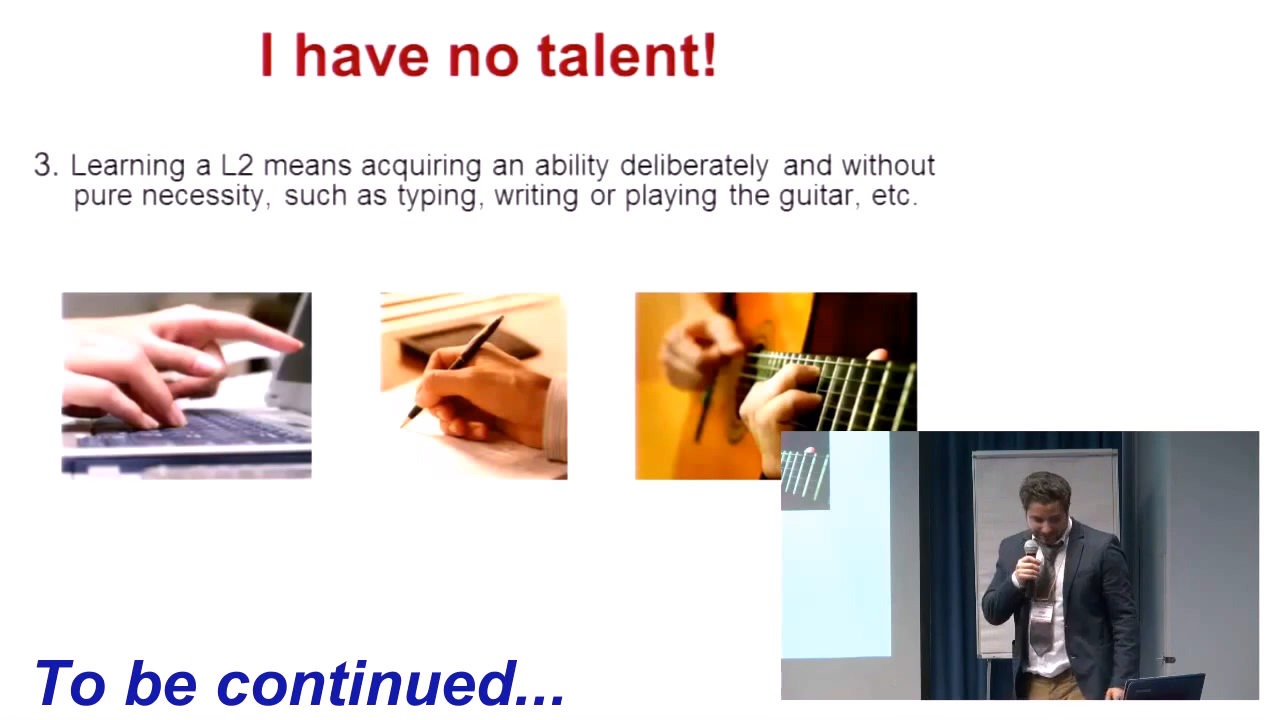 I have no talent!
3. Learning a L2 means acquiring an ability deliberately and without
pure necessity, such as typing, writing or playing the guitar, etc.
To be continued...